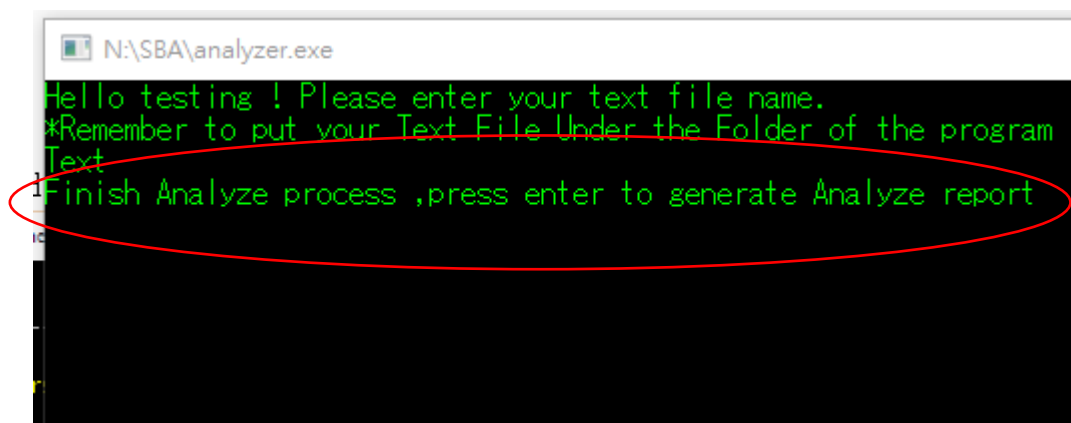 N:\SBA\analyzer.exe
Hello testing ! Please enter your text file name.
*Remember to put your Text File Under the Folder of the program
Text
Finish Analyze process ,press enter to generate Analyze report